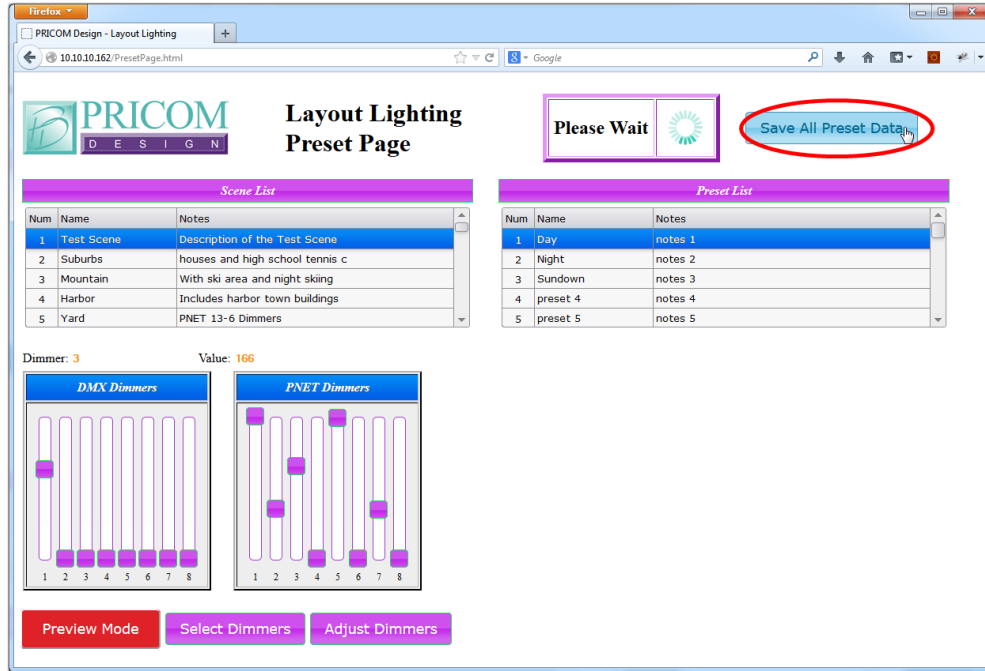 Firefox
PRICOM Design - Layout Lighting
10.10.10.162/PresetPage.html
Google
PRICOM
DESIGN
Layout Lighting
Preset Page
Please Wait
Save All Preset Data
Scene List
Num Name Notes
1 Test Scene Description of the Test Scene
2 Suburbs houses and high school tennis c
3 Mountain With ski area and night skiing
4 Harbor Includes harbor town buildings
5 Yard PNET 13-6 Dimmers
Preset List
Num Name Notes
1 Day notes 1
2 Night notes 2
3 Sundown notes 3
4 preset 4 notes 4
5 preset 5 notes 5
Dimmer: 3 Value: 166
DMX Dimmers
1 2 3 4 5 6 7 8
PNET Dimmers
1 2 3 4 5 6 7 8
Preview Mode Select Dimmers Adjust Dimmers